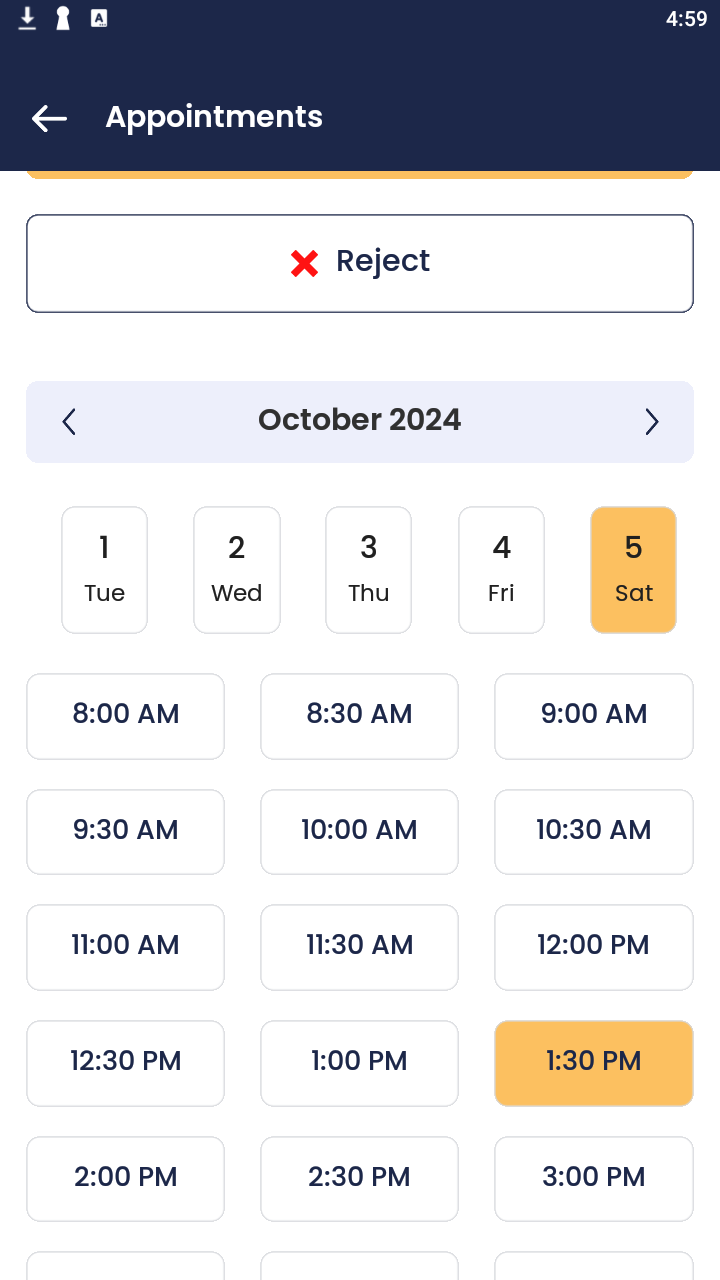 4:59
Appointments
Reject
October 2024
1 2 3 4 5
Tue Wed Thu Fri Sat
8:00 AM 8:30 AM 9:00 AM
9:30 AM 10:00 AM 10:30 AM
11:00 AM 11:30 AM 12:00 PM
12:30 PM 1:00 PM 1:30 PM
2:00 PM 2:30 PM 3:00 PM